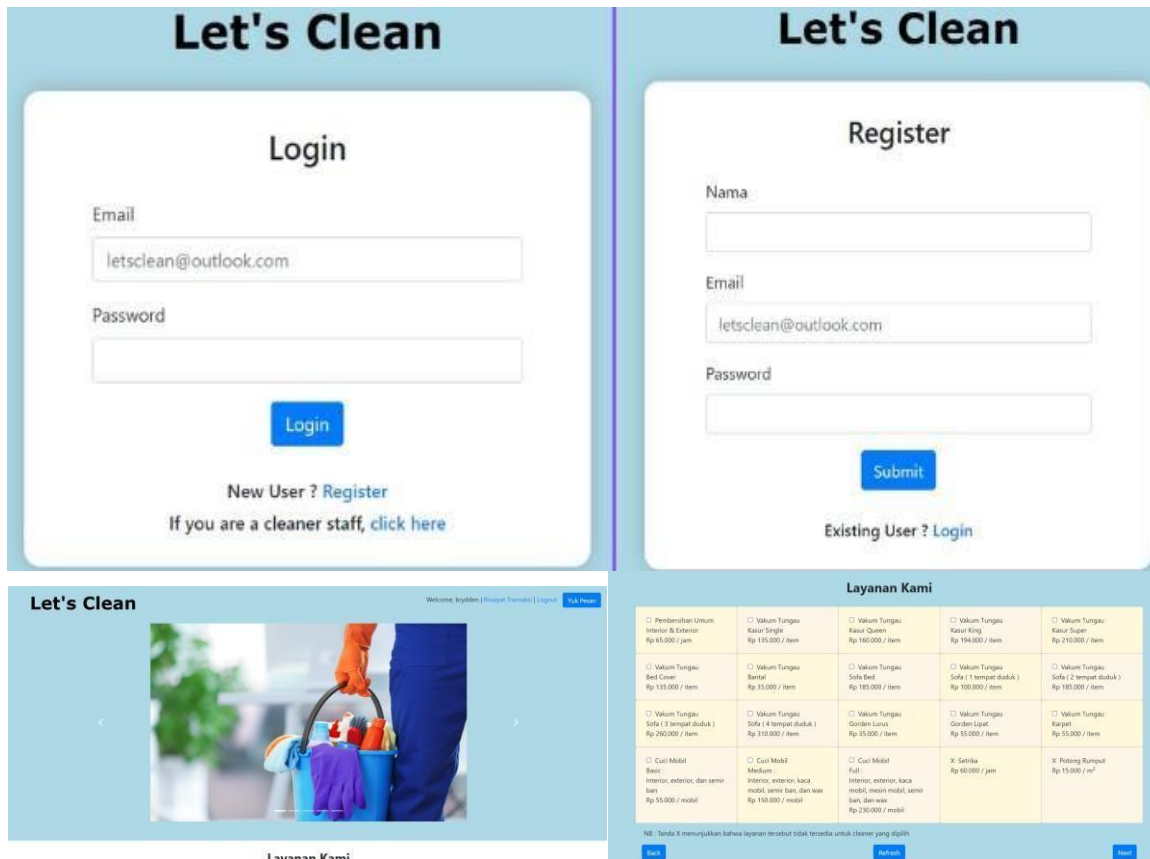 Let's Clean
Login
Email
letsclean@outlook.com
Password
Login
New User ? Register
If you are a cleaner staff, click here
Let's Clean
Register
Nama
Email
letsclean@outlook.com
Password
Submit
Existing User ? Login
Let's Clean
Welcome, | Riwayat Transaksi | Logout Yuk Pesan
Layanan Kami
Layanan Kami
☐ Pembersihan Umum
Interior & Exterior
Rp 65.000 / jam
☐ Vakum Tungau
Kasur Single
Rp 135.000 / item
☐ Vakum Tungau
Kasur Queen
Rp 160.000 / item
☐ Vakum Tungau
Kasur King
Rp 194.000 / item
☐ Vakum Tungau
Kasur Super
Rp 210.000 / item
☐ Vakum Tungau
Bed Cover
Rp 135.000 / item
☐ Vakum Tungau
Bantal
Rp 35.000 / item
☐ Vakum Tungau
Sofa Bed
Rp 185.000 / item
☐ Vakum Tungau
Sofa ( 1 tempat duduk )
Rp 100.000 / item
☐ Vakum Tungau
Sofa ( 2 tempat duduk )
Rp 185.000 / item
☐ Vakum Tungau
Sofa ( 3 tempat duduk )
Rp 260.000 / item
☐ Vakum Tungau
Sofa ( 4 tempat duduk )
Rp 310.000 / item
☐ Vakum Tungau
Gorden Lurus
Rp 35.000 / item
☐ Vakum Tungau
Gorden Lipat
Rp 55.000 / item
☐ Vakum Tungau
Karpet
Rp 55.000 / item
☐ Cuci Mobil
Basic :
Interior, exterior, dan semir
ban
Rp 55.000 / mobil
☐ Cuci Mobil
Medium :
Interior, exterior, kaca
mobil, semir ban, dan wax
Rp 150.000 / mobil
☐ Cuci Mobil
Full :
Interior, exterior, kaca
mobil, mesin mobil, semir
ban, dan wax
Rp 230.000 / mobil
X Setrika
Rp 60.000 / jam
X Potong Rumput
Rp 15.000 / m²
NB : Tanda X menunjukkan bahwa layanan tersebut tidak tersedia untuk cleaner yang dipilih
Back Refresh Next